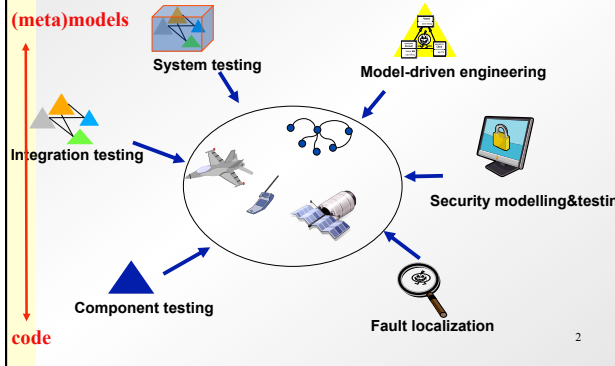 (meta)models
System testing
Model-driven engineering
Integration testing
Security modelling&testin
Component testing
Fault localization
code
2